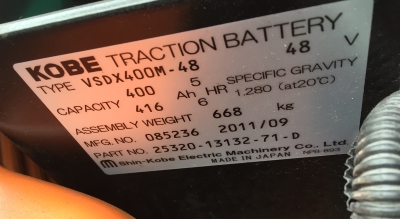 KOBE TRACTION BATTERY
TYPE VSDX400M-48 48 V
CAPACITY 400 Ah 5 HR SPECIFIC GRAVITY
416 6 1.280 (at20℃)
ASSEMBLY WEIGHT 668 kg
MFG NO. 085236 2011/09
PART NO. 25320-13132-71-D
Shin-Kobe Electric Machinery Co., Ltd.
MADE IN JAPAN